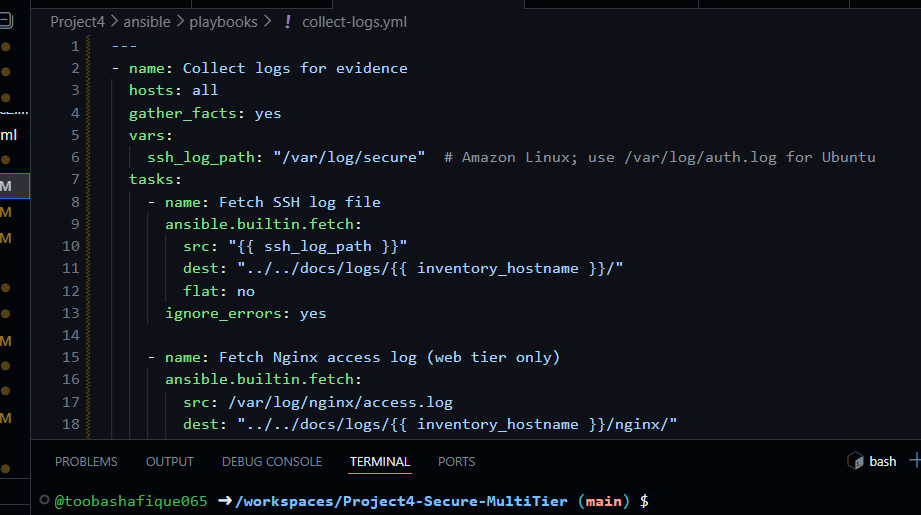 Project4 > ansible > playbooks > ! collect-logs.yml
1 ---
2 - name: Collect logs for evidence
3 hosts: all
4 gather_facts: yes
5 vars:
6 ssh_log_path: "/var/log/secure" # Amazon Linux; use /var/log/auth.log for Ubuntu
7 tasks:
8 - name: Fetch SSH log file
9 ansible.builtin.fetch:
10 src: "{{ ssh_log_path }}"
11 dest: "../../docs/logs/{{ inventory_hostname }}/"
12 flat: no
13 ignore_errors: yes
14
15 - name: Fetch Nginx access log (web tier only)
16 ansible.builtin.fetch:
17 src: /var/log/nginx/access.log
18 dest: "../../docs/logs/{{ inventory_hostname }}/nginx/"
ml
M
M
M
M
M
PROBLEMS OUTPUT DEBUG CONSOLE TERMINAL PORTS bash
@toobashafique065 ➜ /workspaces/Project4-Secure-MultiTier (main) $